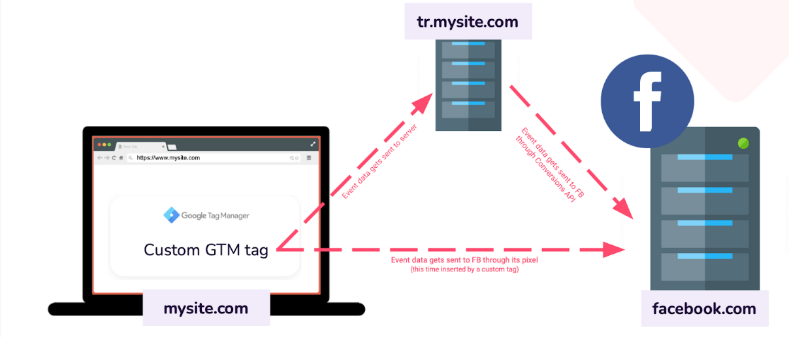 tr.mysite.com
f
https://www.mysite.com
Event data gets sent to server
Event data gets sent to FB
through Conversions API
Google Tag Manager
Custom GTM tag
Event data gets sent to FB through its pixel
(this time inserted by a custom tag)
mysite.com
facebook.com